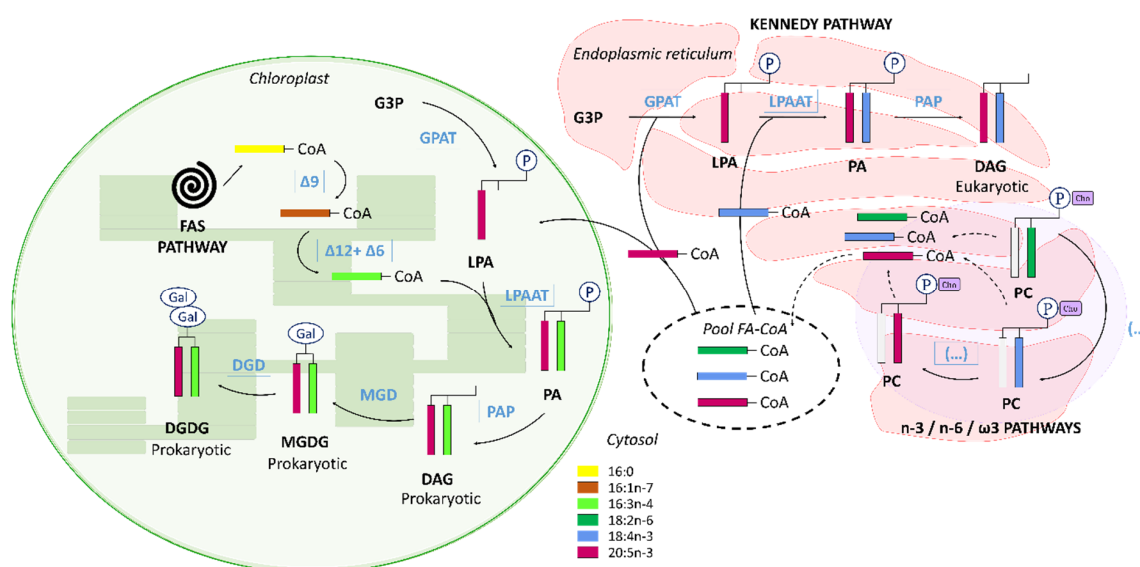 KENNEDY PATHWAY
Endoplasmic reticulum
P
P
GPAT
LPAAT
PAP
G3P
LPA
PA
DAG
Eukaryotic
Chloroplast
G3P
GPAT
CoA
P
Δ9
FAS
PATHWAY
CoA
Δ12+ Δ6
CoA
LPA
LPAAT
P
PA
Gal
Gal
DGD
Gal
MGD
PAP
DGDG
Prokaryotic
MGDG
Prokaryotic
DAG
Prokaryotic
CoA
CoA
Pool FA-CoA
CoA
CoA
CoA
CoA
CoA
CoA
P
Cho
PC
P
Cho
P
Cho
(...)
(..
PC
PC
n-3 / n-6 / ω3 PATHWAYS
Cytosol
16:0
16:1n-7
16:3n-4
18:2n-6
18:4n-3
20:5n-3